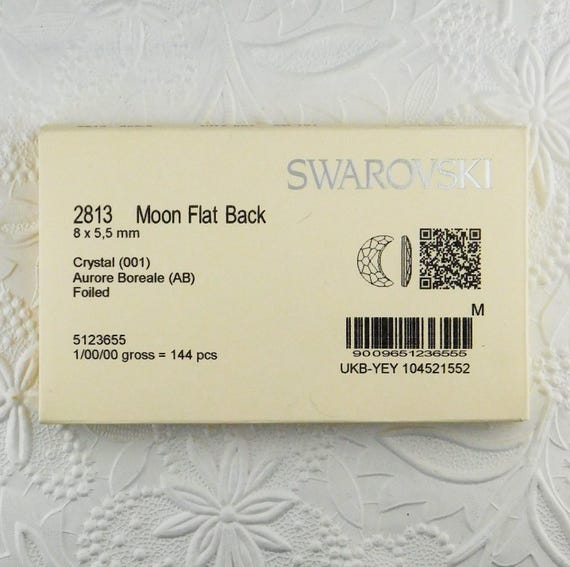 SWAROVSKI
2813 Moon Flat Back
8 x 5,5 mm
Crystal (001)
Aurore Boreale (AB)
Foiled
M
5123655
1/00/00 gross = 144 pcs
9009651236555
UKB-YEY 104521552